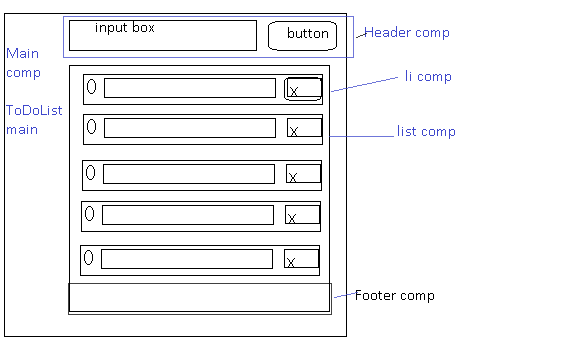 input box
button
Header comp
Main
comp
ToDoList
main
X
li comp
X
list comp
X
X
X
Footer comp